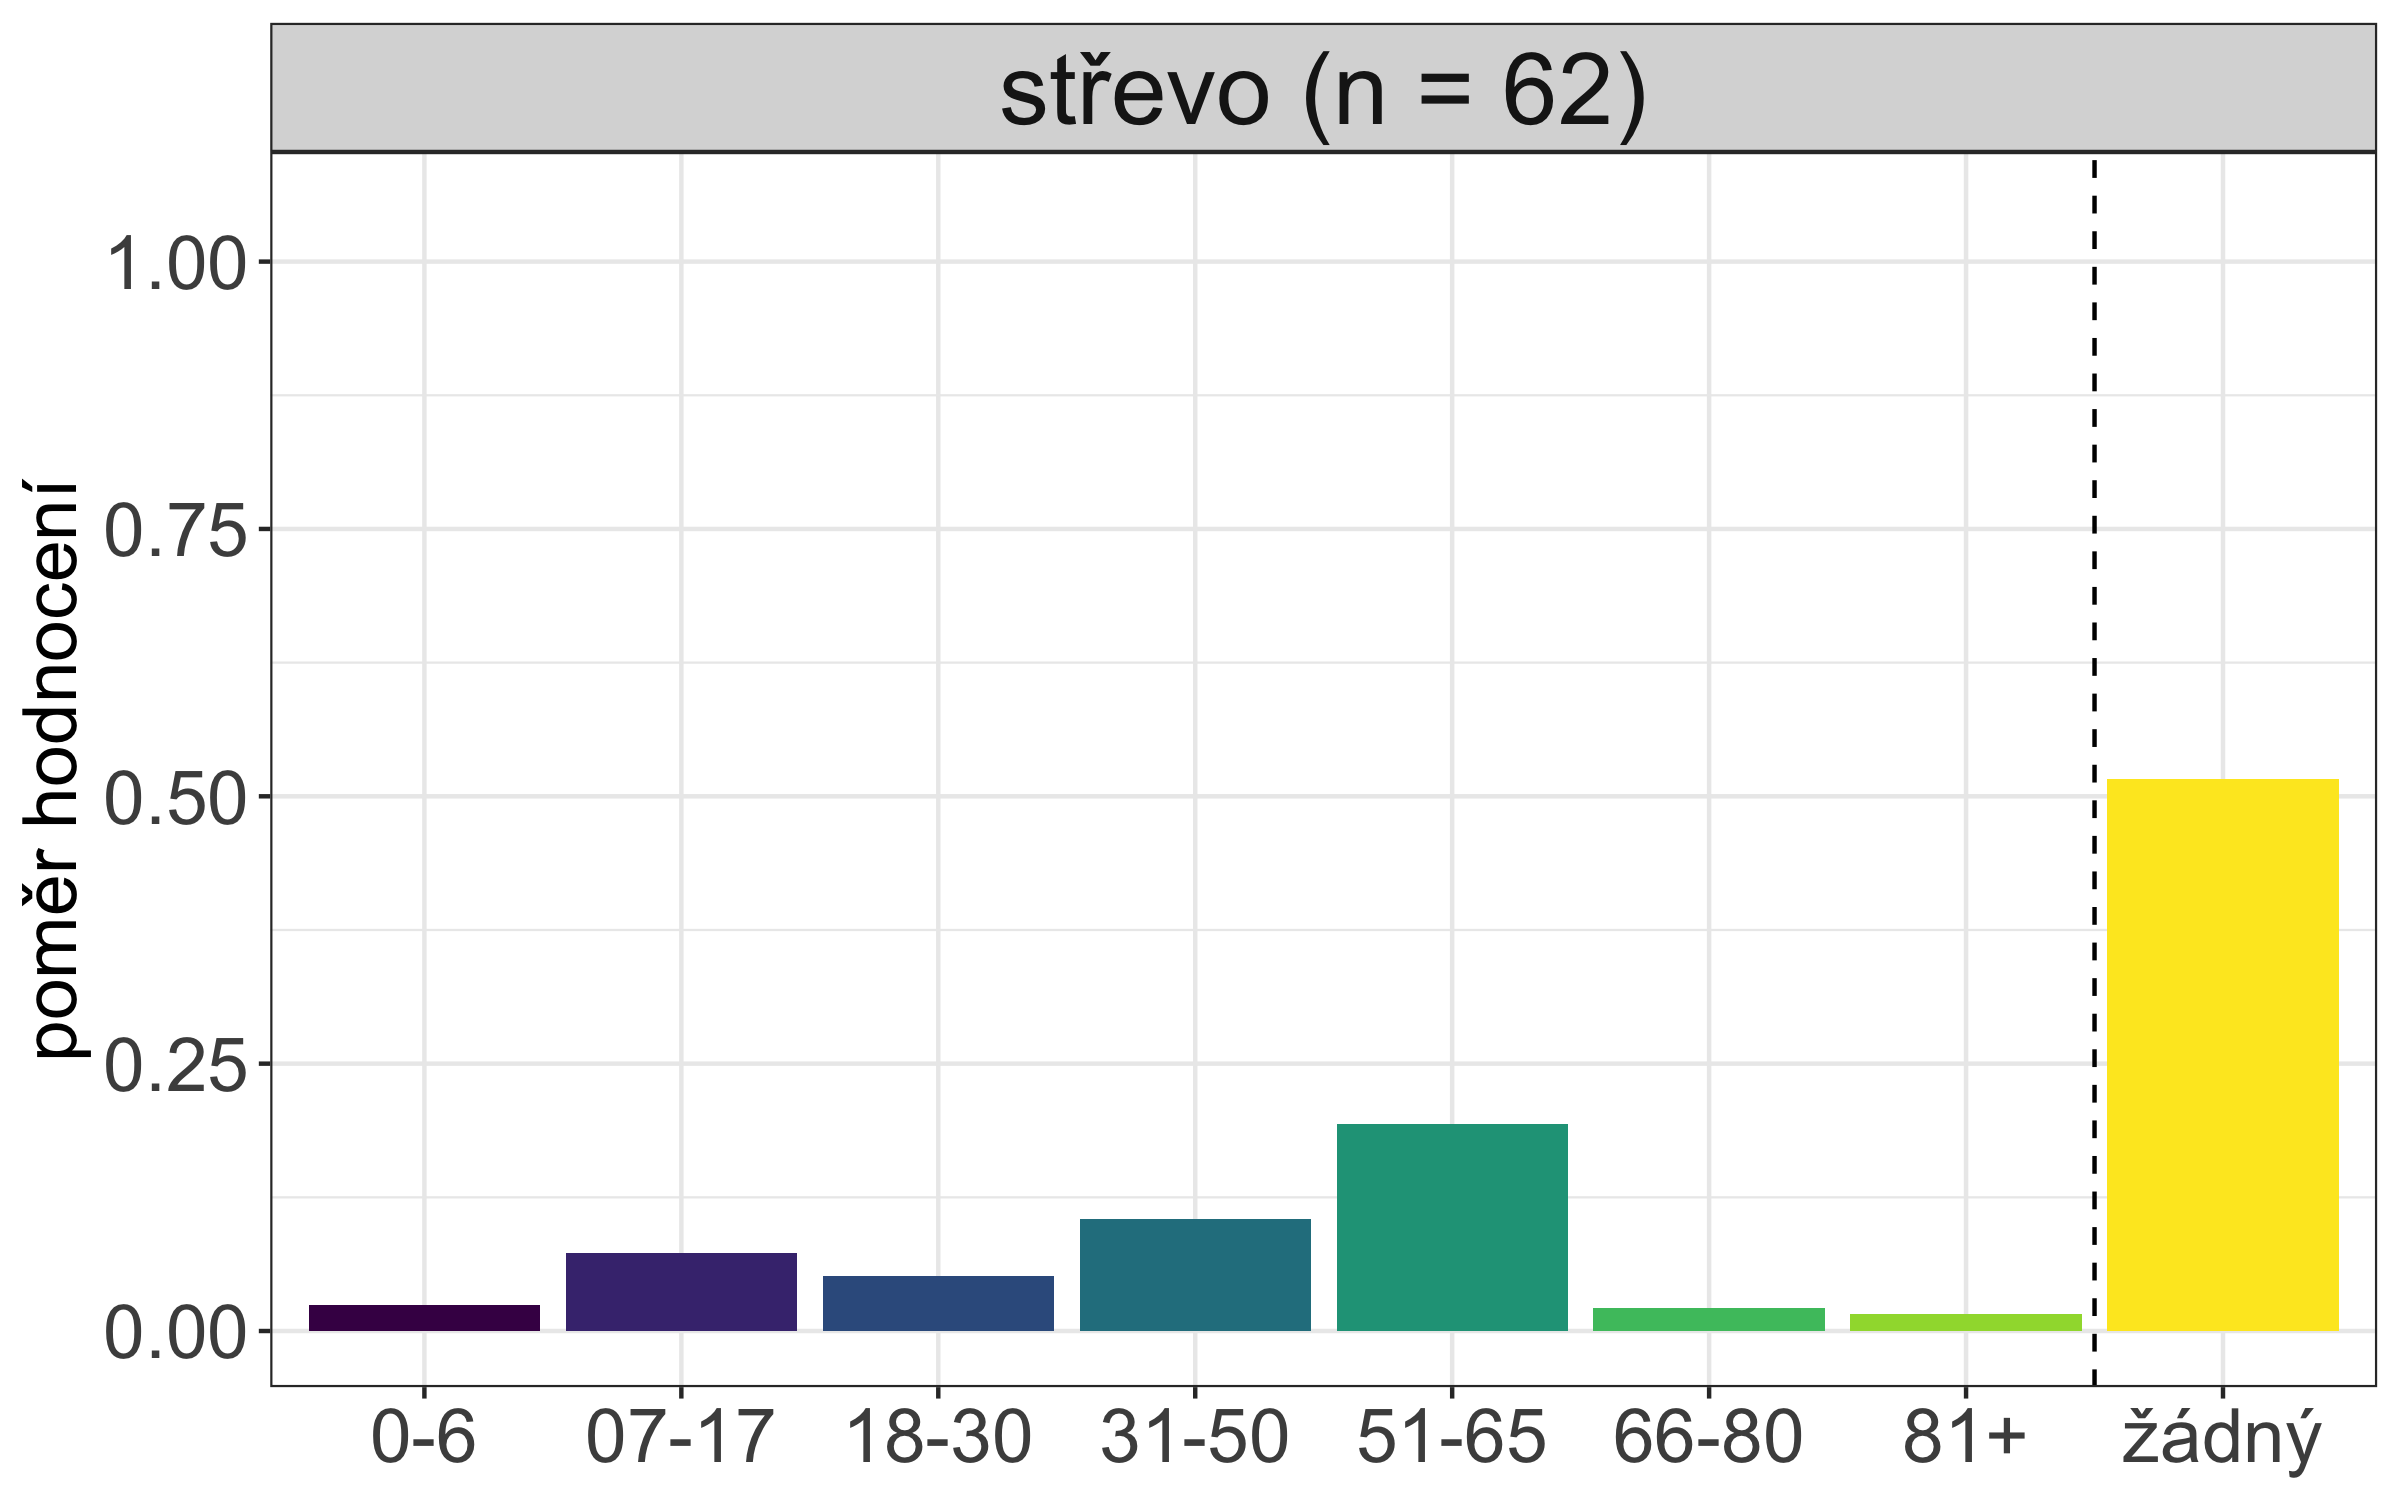 střevo (n = 62)
poměr hodnocení
1.00
0.75
0.50
0.25
0.00
0-6 07-17 18-30 31-50 51-65 66-80 81+ žádný